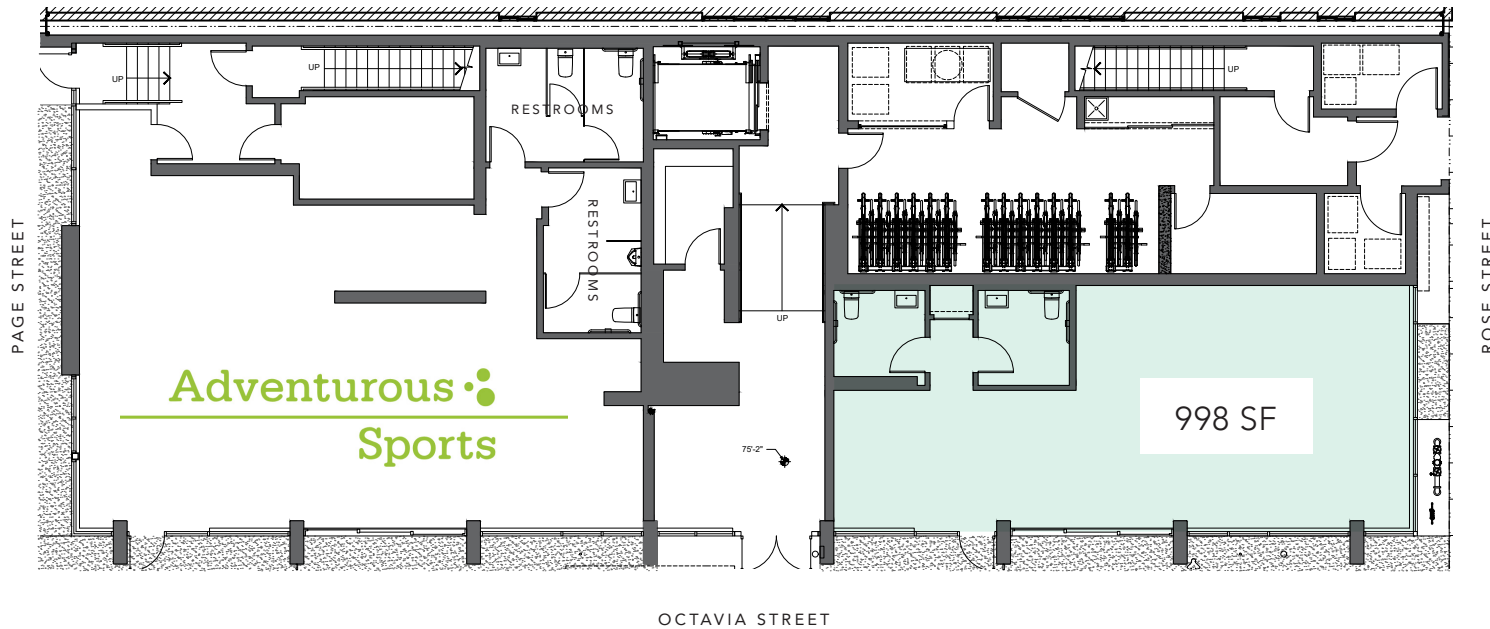 UP
UP
UP
RESTROOMS
RESTROOMS
PAGE STREET
ROSE STREET
UP
Adventurous
Sports
998 SF
75'-2"
OCTAVIA STREET